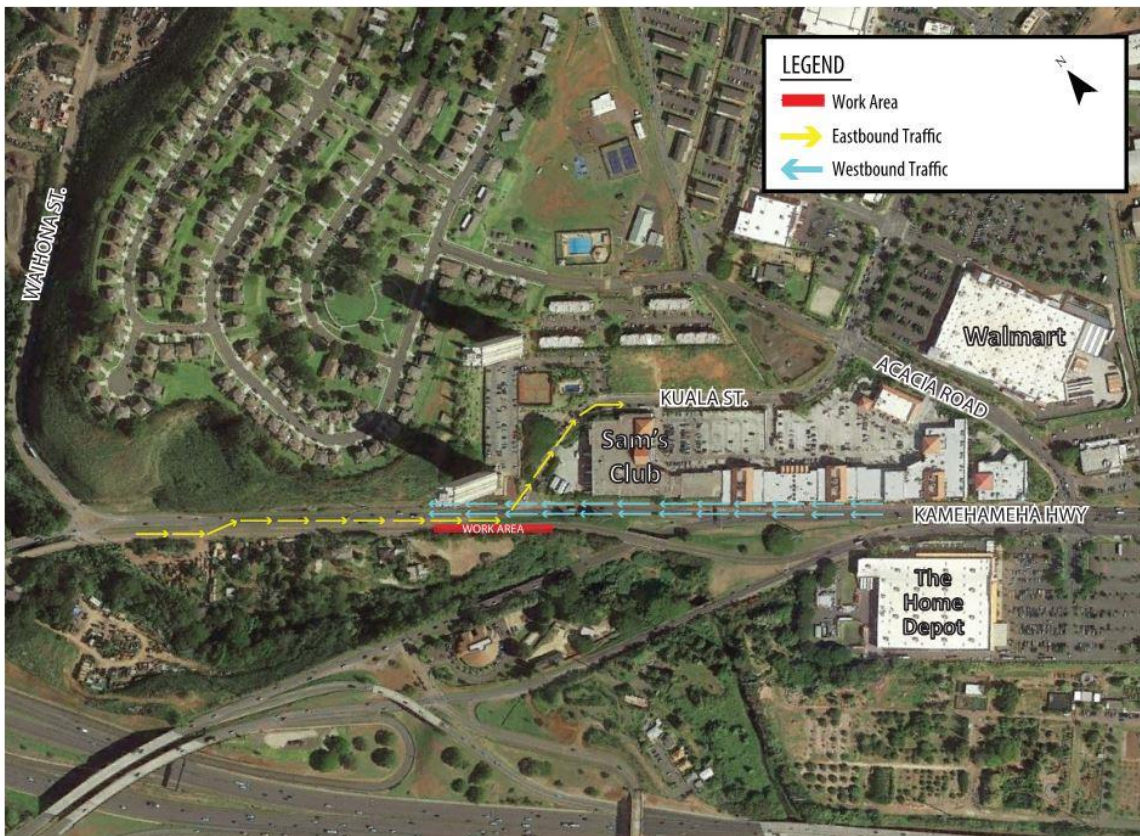 LEGEND
N
Work Area
Eastbound Traffic
Westbound Traffic
WAIHONA ST.
Walmart
ACACIA ROAD
KUALA ST.
Sam's
Club
KAMEHAMEHA HWY
WORK AREA
The
Home
Depot